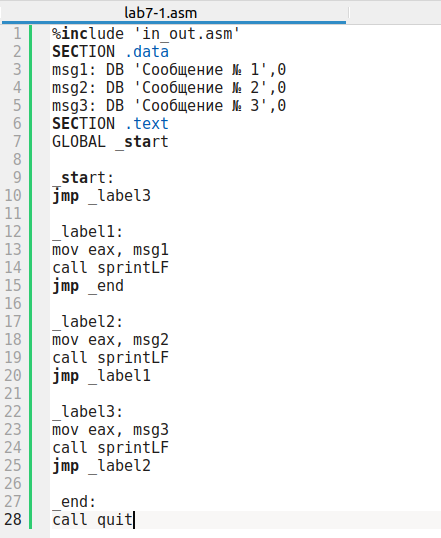 lab7-1.asm
1 %include 'in_out.asm'
2 SECTION .data
3 msg1: DB 'Сообщение № 1',0
4 msg2: DB 'Сообщение № 2',0
5 msg3: DB 'Сообщение № 3',0
6 SECTION .text
7 GLOBAL _start
8
9 _start:
10 jmp _label3
11
12 _label1:
13 mov eax, msg1
14 call sprintLF
15 jmp _end
16
17 _label2:
18 mov eax, msg2
19 call sprintLF
20 jmp _label1
21
22 _label3:
23 mov eax, msg3
24 call sprintLF
25 jmp _label2
26
27 _end:
28 call quit